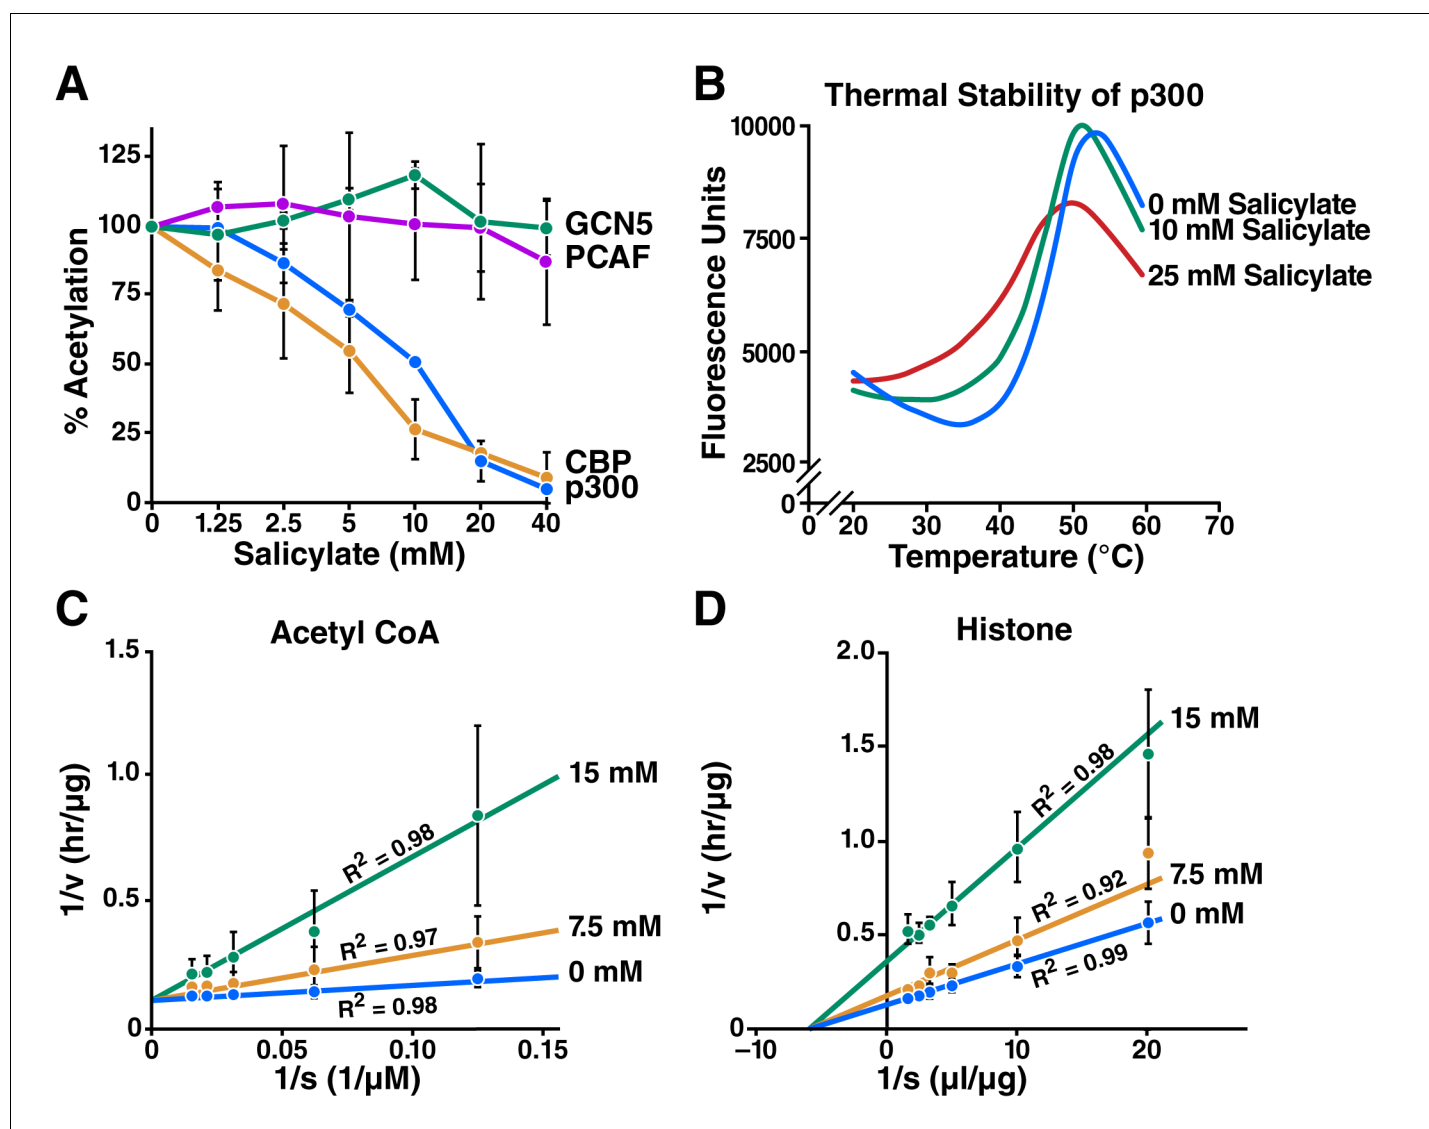 A
125
100
75
50
25
0
% Acetylation
GCN5
PCAF
CBP
p300
0 1.25 2.5 5 10 20 40
Salicylate (mM)
B
Thermal Stability of p300
10000
7500
5000
2500
0
Fluorescence Units
0 mM Salicylate
10 mM Salicylate
25 mM Salicylate
0 20 30 40 50 60 70
Temperature (°C)
C
Acetyl CoA
1.5
1.0
0.5
0
1/v (hr/µg)
15 mM
R² = 0.98
7.5 mM
R² = 0.97
0 mM
R² = 0.98
0 0.05 0.10 0.15
1/s (1/µM)
D
Histone
2.0
1.5
1.0
0.5
0
1/v (hr/µg)
15 mM
R² = 0.98
7.5 mM
R² = 0.92
0 mM
R² = 0.99
–10 0 10 20
1/s (µl/µg)